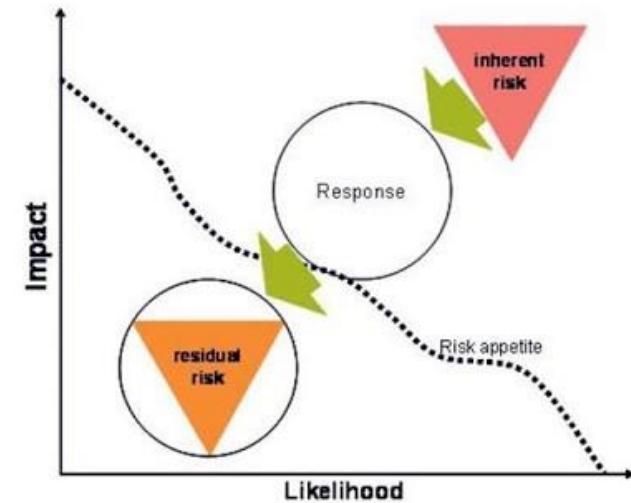 inherent
risk
Response
Impact
Risk appetite
residual
risk
Likelihood